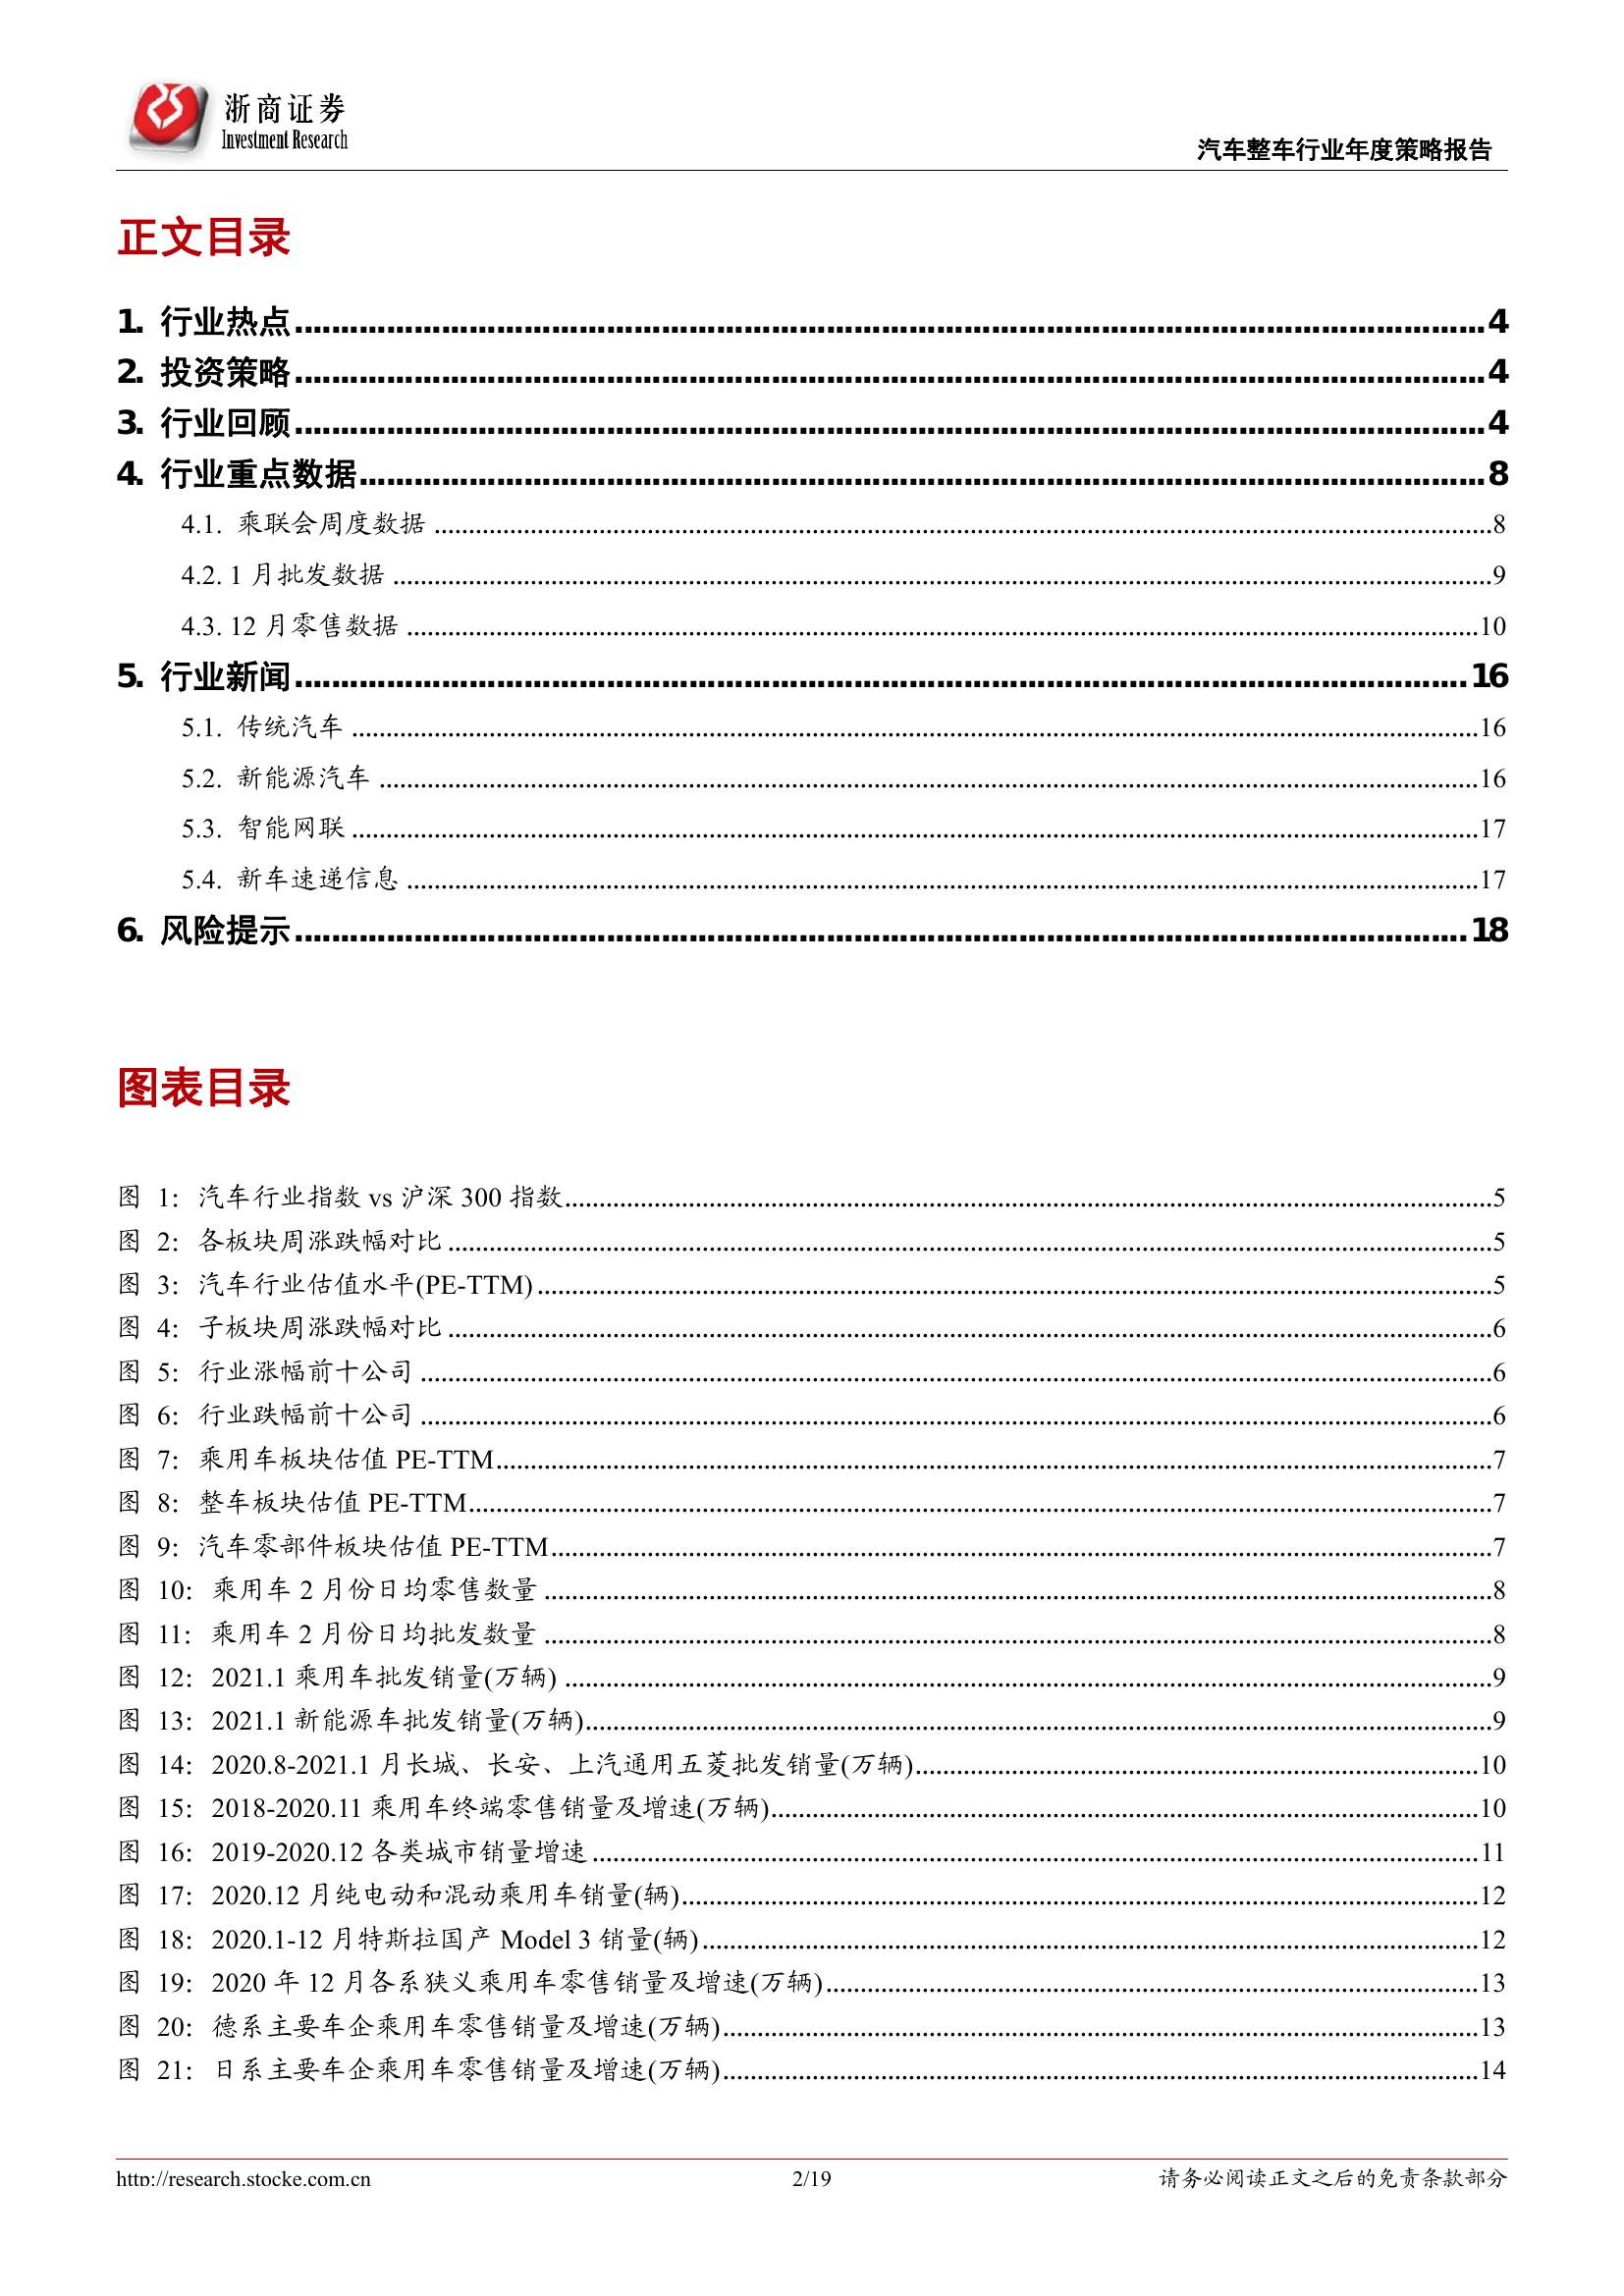 浙商证券
Investment Research
汽车整车行业年度策略报告
正文目录
1. 行业热点........4
2. 投资策略........4
3. 行业回顾........4
4. 行业重点数据........8
4.1. 乘联会周度数据........8
4.2. 1 月批发数据........9
4.3. 12 月零售数据........10
5. 行业新闻........16
5.1. 传统汽车........16
5.2. 新能源汽车........16
5.3. 智能网联........17
5.4. 新车速递信息........17
6. 风险提示........18
图表目录
图 1：汽车行业指数 vs 沪深 300 指数........5
图 2：各板块周涨跌幅对比........5
图 3：汽车行业估值水平(PE-TTM)........5
图 4：子板块周涨跌幅对比........6
图 5：行业涨幅前十公司........6
图 6：行业跌幅前十公司........6
图 7：乘用车板块估值 PE-TTM........7
图 8：整车板块估值 PE-TTM........7
图 9：汽车零部件板块估值 PE-TTM........7
图 10：乘用车 2 月份日均零售数量........8
图 11：乘用车 2 月份日均批发数量........8
图 12：2021.1 乘用车批发销量(万辆)........9
图 13：2021.1 新能源车批发销量(万辆)........9
图 14：2020.8-2021.1 月长城、长安、上汽通用五菱批发销量(万辆)........10
图 15：2018-2020.11 乘用车终端零售销量及增速(万辆)........10
图 16：2019-2020.12 各类城市销量增速........11
图 17：2020.12 月纯电动和混动乘用车销量(辆)........12
图 18：2020.1-12 月特斯拉国产 Model 3 销量(辆)........12
图 19：2020 年 12 月各系狭义乘用车零售销量及增速(万辆)........13
图 20：德系主要车企乘用车零售销量及增速(万辆)........13
图 21：日系主要车企乘用车零售销量及增速(万辆)........14
http://research.stocke.com.cn
2/19
请务必阅读正文之后的免责条款部分